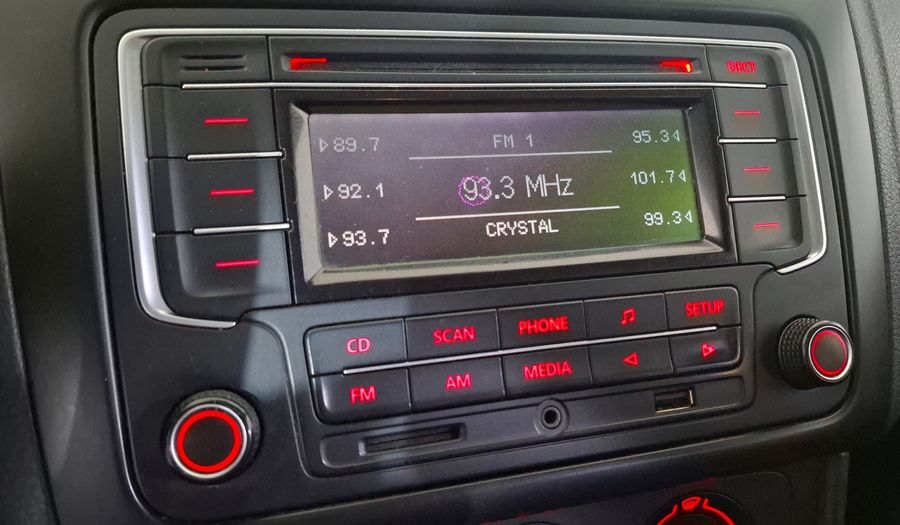 89.7
FM 1
95.3
92.1
93.3 MHz
101.7
93.7
CRYSTAL
99.3
CD
SCAN
PHONE
SETUP
FM
AM
MEDIA